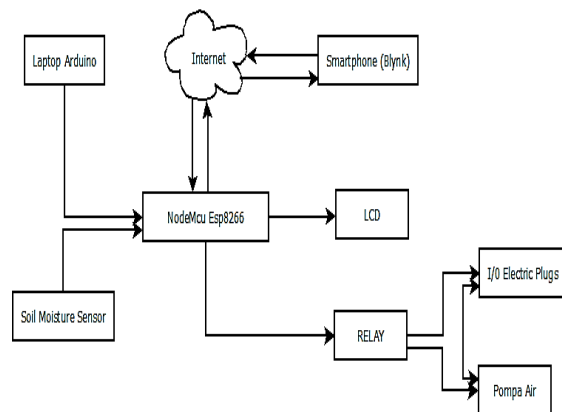 Laptop Arduino
Internet
Smartphone (Blynk)
NodeMcu Esp8266
LCD
I/0 Electric Plugs
Soil Moisture Sensor
RELAY
Pompa Air